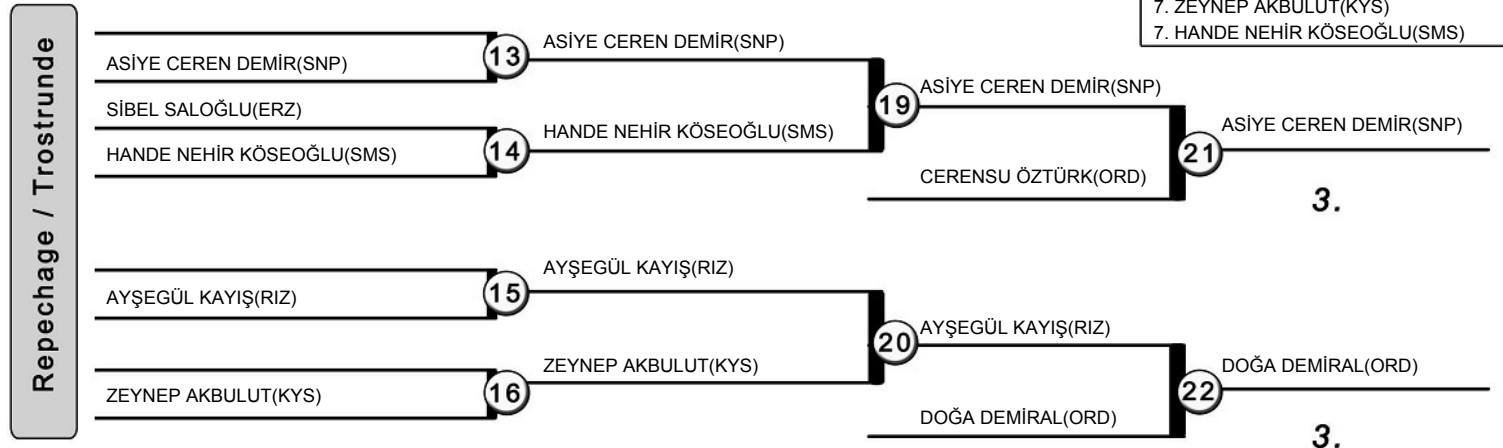 7. ZEYNEP AKBULUT(KYS)
7. HANDE NEHİR KÖSEOĞLU(SMS)
Repechage / Trostrunde
ASİYE CEREN DEMİR(SNP)
13
ASİYE CEREN DEMİR(SNP)
SİBEL SALOĞLU(ERZ)
HANDE NEHİR KÖSEOĞLU(SMS)
14
HANDE NEHİR KÖSEOĞLU(SMS)
19
ASİYE CEREN DEMİR(SNP)
CERENSU ÖZTÜRK(ORD)
21
ASİYE CEREN DEMİR(SNP)
3.
AYŞEGÜL KAYIŞ(RIZ)
15
AYŞEGÜL KAYIŞ(RIZ)
ZEYNEP AKBULUT(KYS)
16
ZEYNEP AKBULUT(KYS)
20
AYŞEGÜL KAYIŞ(RIZ)
DOĞA DEMİRAL(ORD)
22
DOĞA DEMİRAL(ORD)
3.